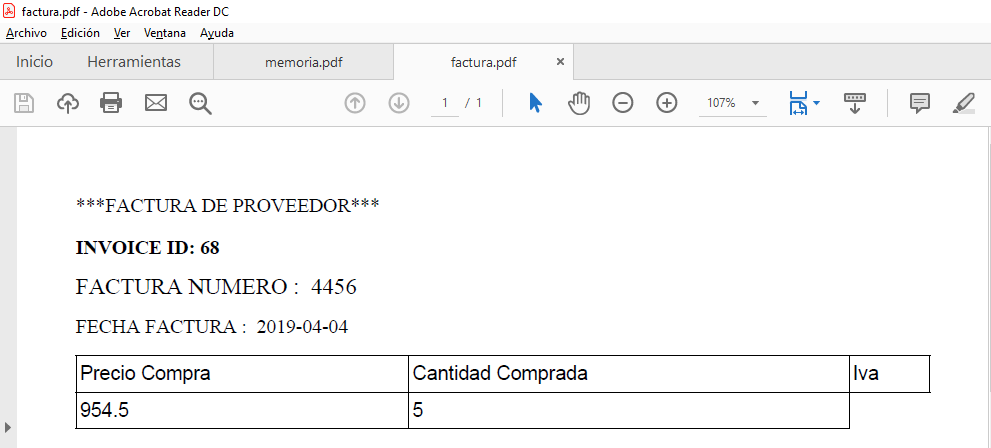 factura.pdf - Adobe Acrobat Reader DC
Archivo Edición Ver Ventana Ayuda
Inicio Herramientas memoria.pdf factura.pdf ×
1 / 1 107%
***FACTURA DE PROVEEDOR***
INVOICE ID: 68
FACTURA NUMERO : 4456
FECHA FACTURA : 2019-04-04
Precio Compra Cantidad Comprada Iva
954.5 5